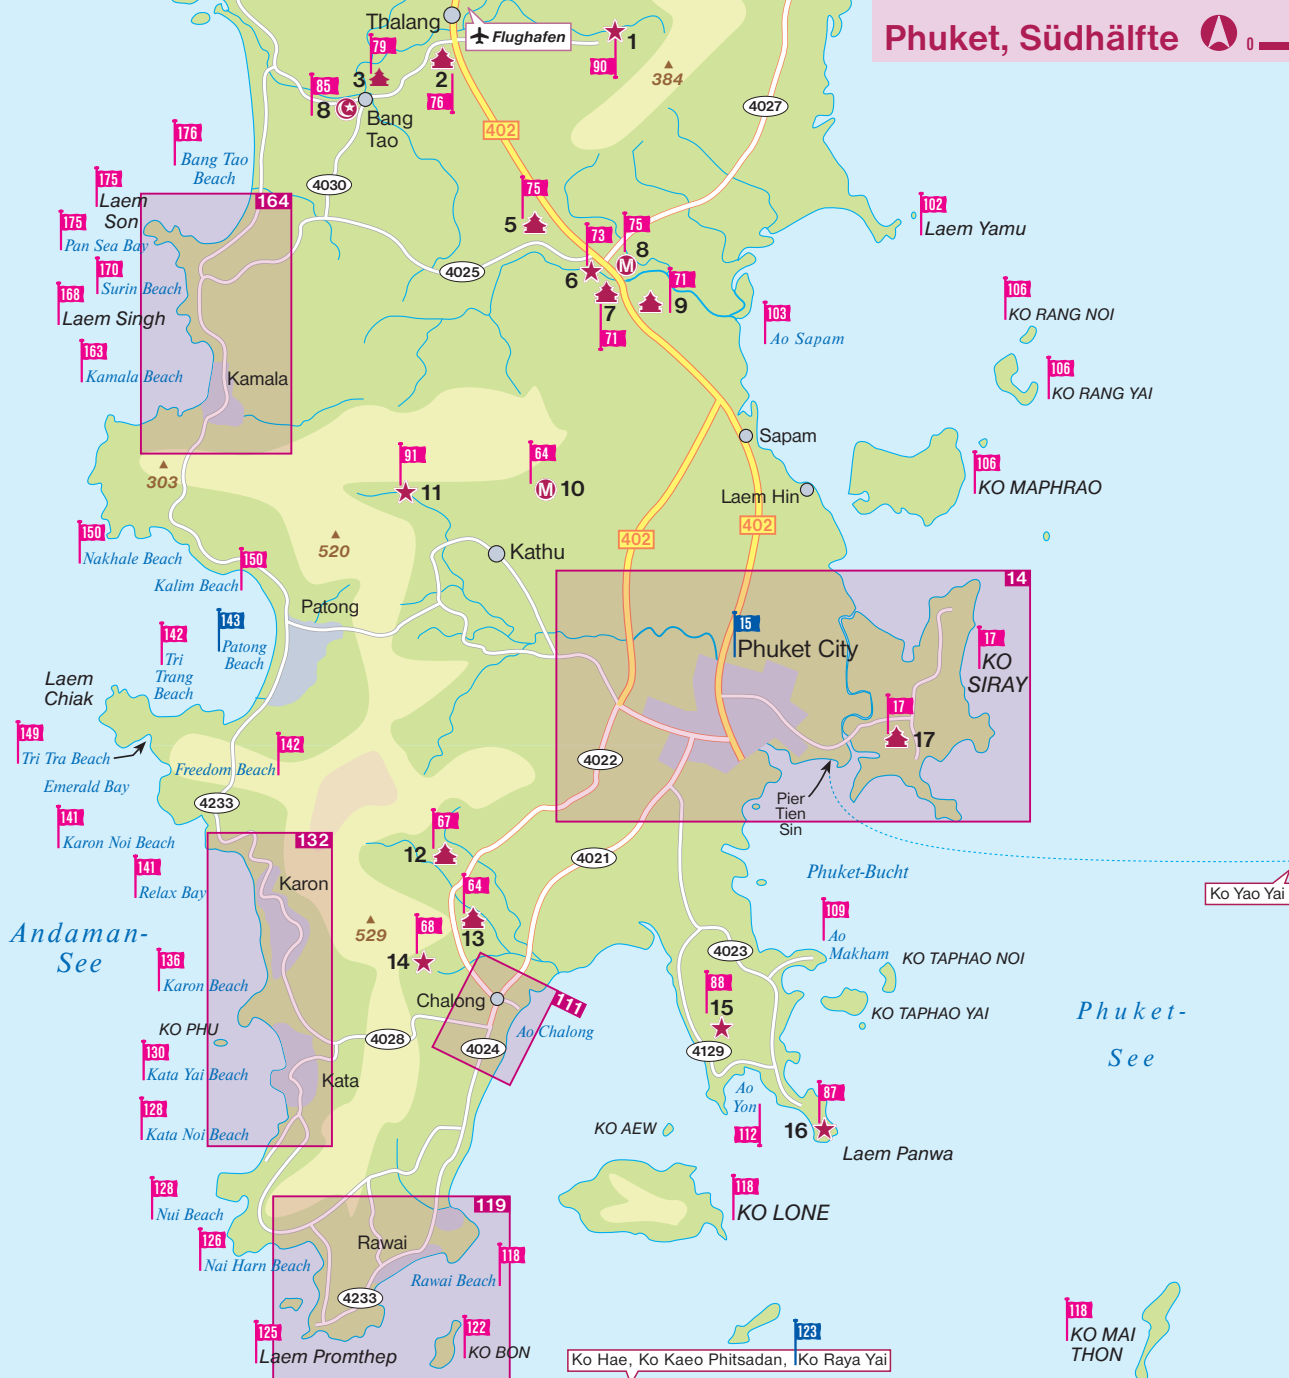 Phuket, Südhälfte
0
Thalang
Flughafen
1
90
384
79
3
2
76
85
8
Bang
Tao
402
4027
176
Bang Tao
Beach
4030
175
Laem
Son
164
175
Pan Sea Bay
75
5
73
75
8
102
Laem Yamu
4025
6
7
71
71
9
170
Surin Beach
168
Laem Singh
103
Ao Sapam
106
KO RANG NOI
163
Kamala Beach
Kamala
106
KO RANG YAI
Sapam
303
91
11
64
M
10
Laem Hin
106
KO MAPHRAO
150
Nakhale Beach
520
402
402
Kathu
150
Kalim Beach
14
Patong
143
Patong
Beach
142
Tri
Trang
Beach
15
Phuket City
17
KO
SIRAY
Laem
Chiak
17
17
149
Tri Tra Beach
142
Freedom Beach
4022
Emerald Bay
4233
Pier
Tien
Sin
141
Karon Noi Beach
132
67
12
4021
141
Relax Bay
Karon
Phuket-Bucht
64
13
Ko Yao Yai
Andaman-
See
529
68
14
109
Ao
Makham
4023
KO TAPHAO NOI
136
Karon Beach
88
15
Chalong
111
KO TAPHAO YAI
Phuket-
See
KO PHU
4028
Ao Chalong
4024
4129
130
Kata Yai Beach
Kata
Ao
Yon
112
87
16
128
Kata Noi Beach
KO AEW
Laem Panwa
128
Nui Beach
119
118
KO LONE
126
Nai Harn Beach
Rawai
118
Rawai Beach
4233
125
Laem Promthep
122
KO BON
123
Ko Hae, Ko Kaeo Phitsadan, Ko Raya Yai
118
KO MAI
THON